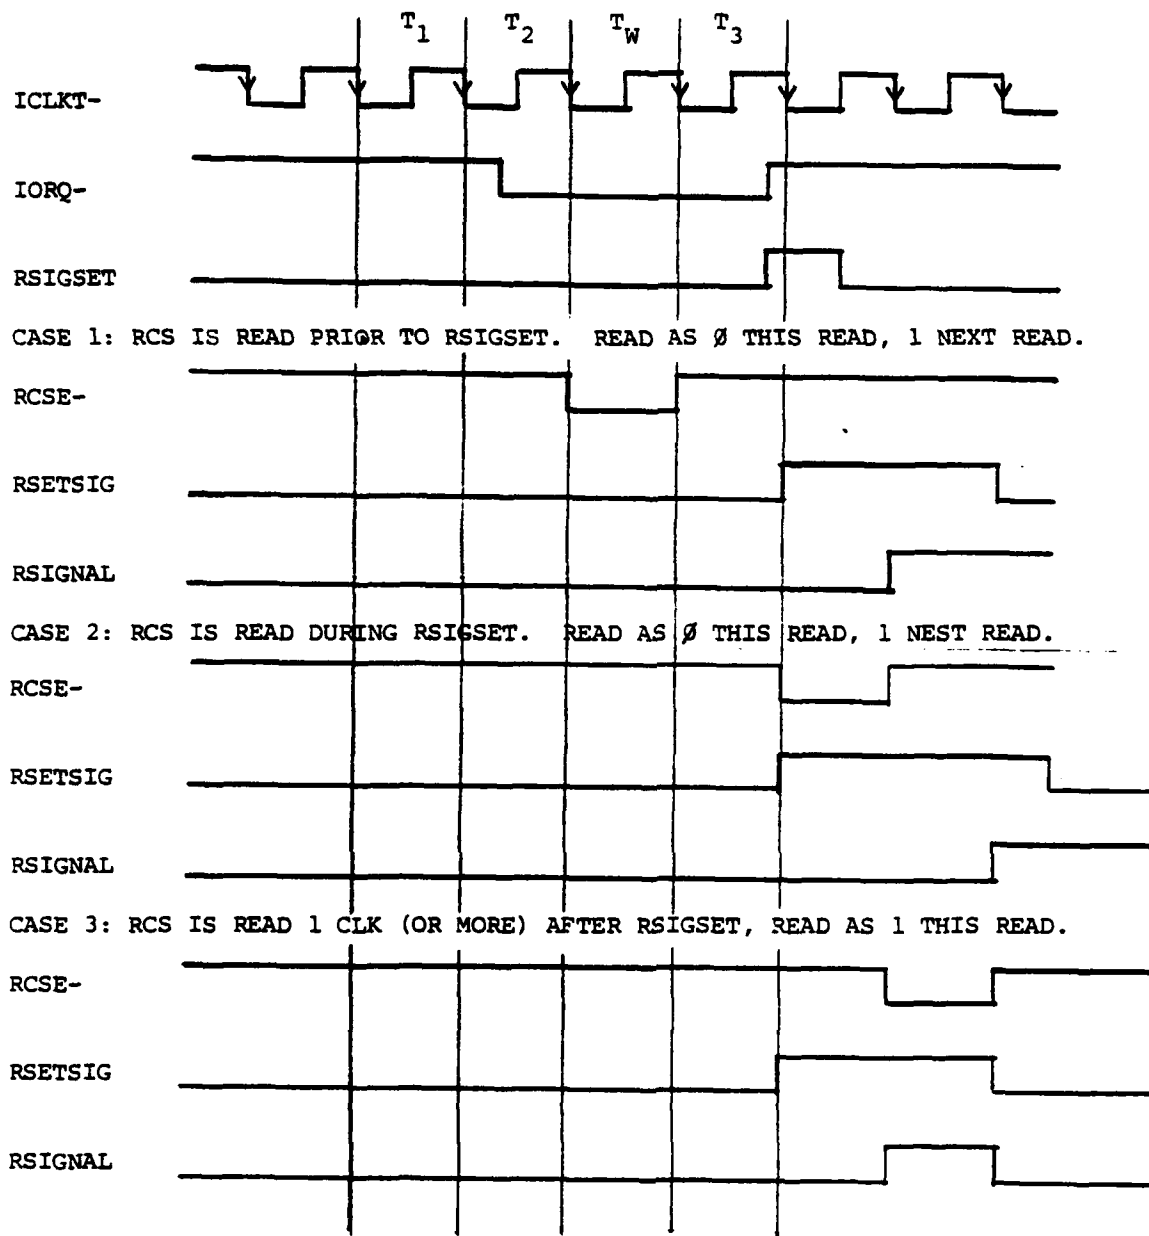 T1 T2 TW T3
ICLKT-
IORQ-
RSIGSET
CASE 1: RCS IS READ PRIOR TO RSIGSET. READ AS Ø THIS READ, 1 NEXT READ.
RCSE-
RSETSIG
RSIGNAL
CASE 2: RCS IS READ DURING RSIGSET. READ AS Ø THIS READ, 1 NEST READ.
RCSE-
RSETSIG
RSIGNAL
CASE 3: RCS IS READ 1 CLK (OR MORE) AFTER RSIGSET, READ AS 1 THIS READ.
RCSE-
RSETSIG
RSIGNAL